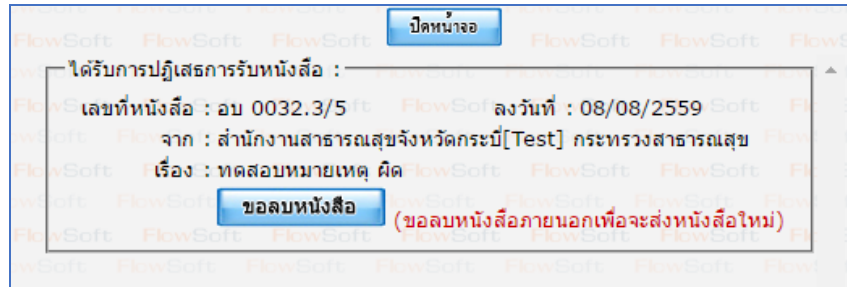 ปิดหน้าจอ
ได้รับการปฏิเสธการรับหนังสือ :
เลขที่หนังสือ : อบ 0032.3/5 ลงวันที่ : 08/08/2559
จาก : สำนักงานสาธารณสุขจังหวัดกระบี่[Test] กระทรวงสาธารณสุข
เรื่อง : ทดสอบหมายเหตุ ผิด
ขอลบหนังสือ (ขอลบหนังสือภายนอกเพื่อจะส่งหนังสือใหม่)
FlowSoft